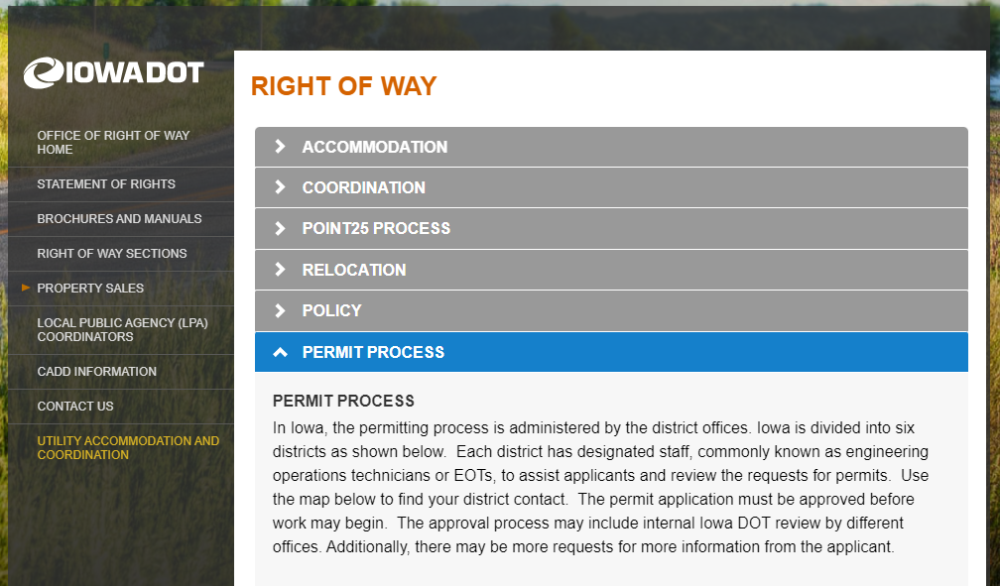 IOWADOT
OFFICE OF RIGHT OF WAY
HOME
STATEMENT OF RIGHTS
BROCHURES AND MANUALS
RIGHT OF WAY SECTIONS
PROPERTY SALES
LOCAL PUBLIC AGENCY (LPA)
COORDINATORS
CADD INFORMATION
CONTACT US
UTILITY ACCOMMODATION AND
COORDINATION
RIGHT OF WAY
ACCOMMODATION
COORDINATION
POINT25 PROCESS
RELOCATION
POLICY
PERMIT PROCESS
PERMIT PROCESS
In Iowa, the permitting process is administered by the district offices. Iowa is divided into six
districts as shown below.  Each district has designated staff, commonly known as engineering
operations technicians or EOTs, to assist applicants and review the requests for permits.  Use
the map below to find your district contact.  The permit application must be approved before
work may begin.  The approval process may include internal Iowa DOT review by different
offices. Additionally, there may be more requests for more information from the applicant.